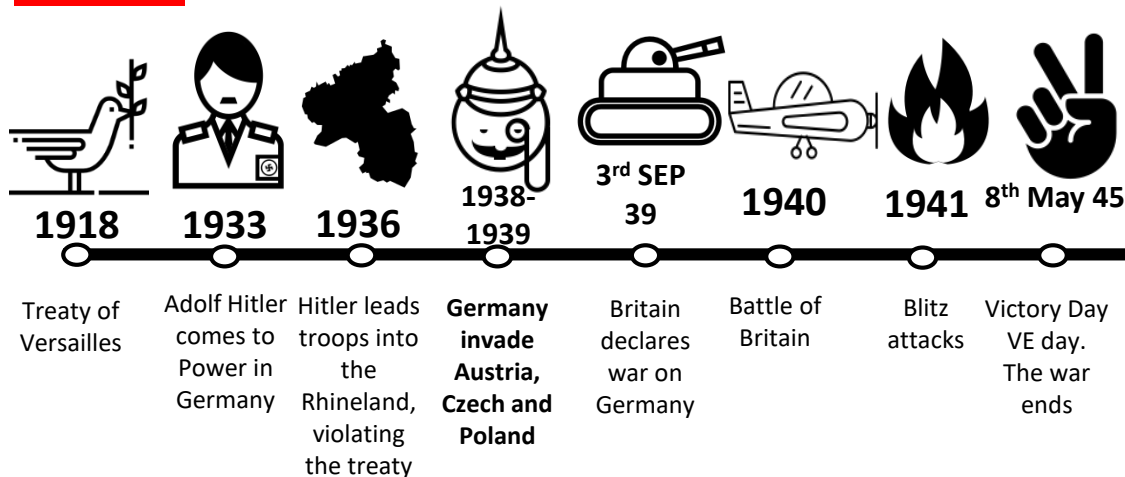 1918
Treaty of
Versailles
1933
Adolf Hitler
comes to
Power in
Germany
1936
Hitler leads
troops into
the
Rhineland,
violating
the treaty
1938-
1939
Germany
invade
Austria,
Czech and
Poland
3rd SEP
39
Britain
declares
war on
Germany
1940
Battle of
Britain
1941
Blitz
attacks
8th May 45
Victory Day
VE day.
The war
ends